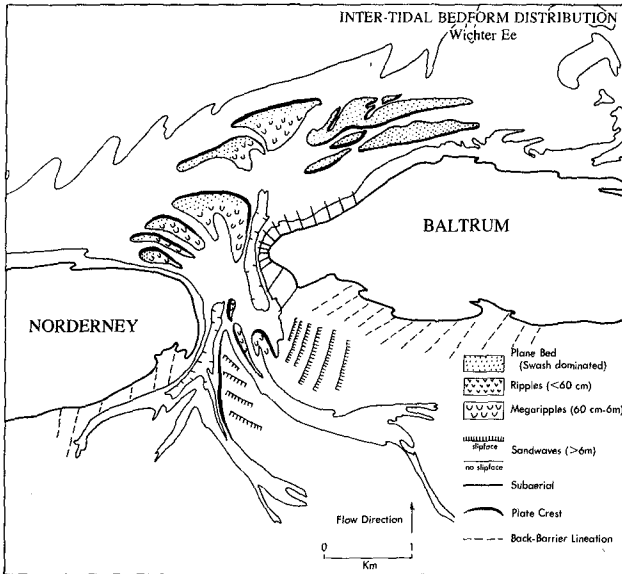 INTER-TIDAL BEDFORM DISTRIBUTION
Wichter Ee
BALTRUM
NORDERNEY
Plane Bed
(Swash dominated)
Ripples (<60 cm)
Megaripples (60 cm-6m)
slipface
Sandwaves (>6m)
no slipface
Subaerial
Plate Crest
Back-Barrier Lineation
Flow Direction
0 1
Km